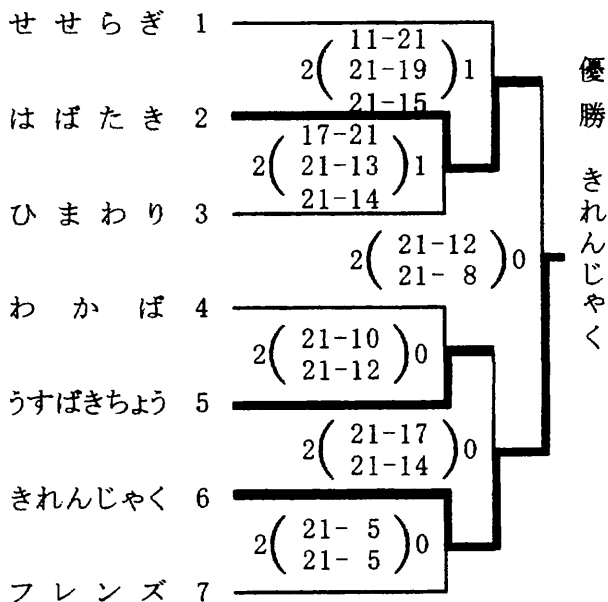 せせらぎ 1
2( 11-21 21-19 21-15 )1
はばたき 2
2( 17-21 21-13 21-14 )1
ひまわり 3
2( 21-12 21- 8 )0
わかば 4
2( 21-10 21-12 )0
うすばきちょう 5
2( 21-17 21-14 )0
きれんじゃく 6
2( 21- 5 21- 5 )0
フレンズ 7
優勝 きれんじゃく